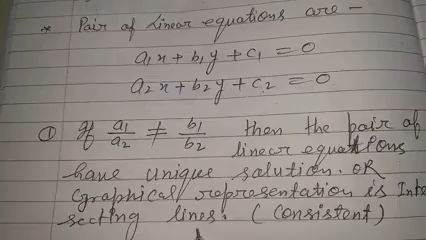 * Pair of Linear equations are -
a₁x + b₁y + c₁ = 0
a₂x + b₂y + c₂ = 0
① If a₁/a₂ ≠ b₁/b₂ then the pair of
linear equations
have unique solution. OR
Graphical representation is Inter
secting lines. (Consistent)